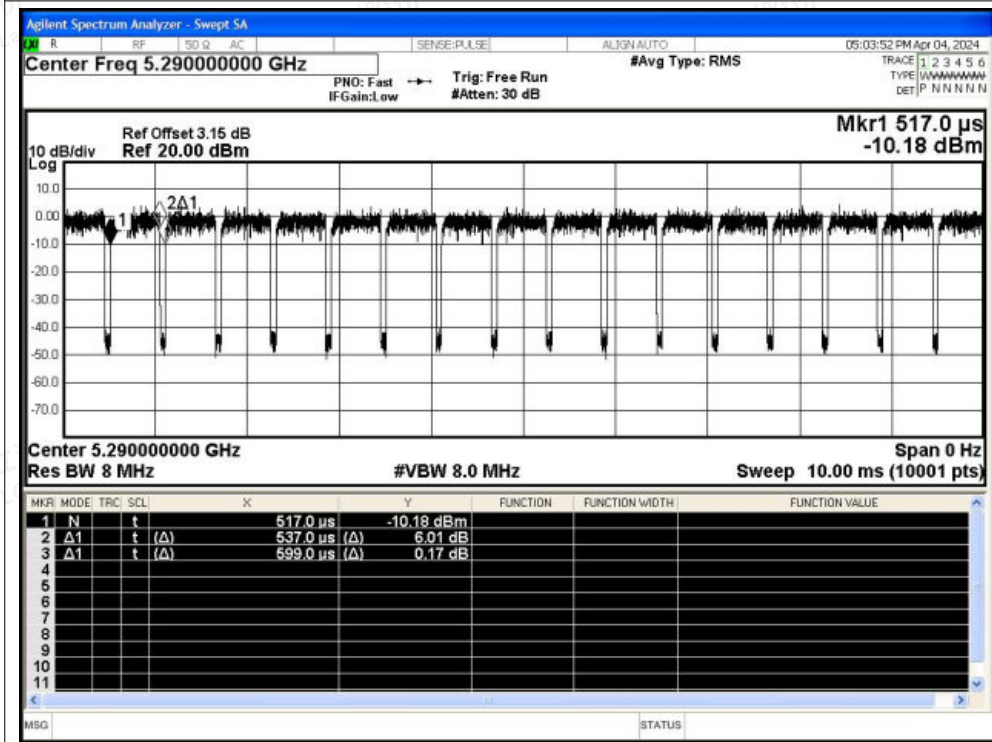 Agilent Spectrum Analyzer - Swept SA
LXI R RF 50 Ω AC SENSE:PULSE ALIGN AUTO 05:03:52 PM Apr 04, 2024
Center Freq 5.290000000 GHz #Avg Type: RMS TRACE 1 2 3 4 5 6
PNO: Fast Trig: Free Run TYPE WWWWWW
IFGain:Low #Atten: 30 dB DET P N N N N N
Mkr1 517.0 µs
-10.18 dBm
Ref Offset 3.15 dB
10 dB/div Ref 20.00 dBm
Log
10.0
0.00
-10.0
-20.0
-30.0
-40.0
-50.0
-60.0
-70.0
1
2Δ1
Center 5.290000000 GHz Span 0 Hz
Res BW 8 MHz #VBW 8.0 MHz Sweep 10.00 ms (10001 pts)
MKR MODE TRC SCL X Y FUNCTION FUNCTION WIDTH FUNCTION VALUE
1 N t 517.0 µs -10.18 dBm
2 Δ1 t (Δ) 537.0 µs (Δ) 6.01 dB
3 Δ1 t (Δ) 599.0 µs (Δ) 0.17 dB
4
5
6
7
8
9
10
11
MSG STATUS